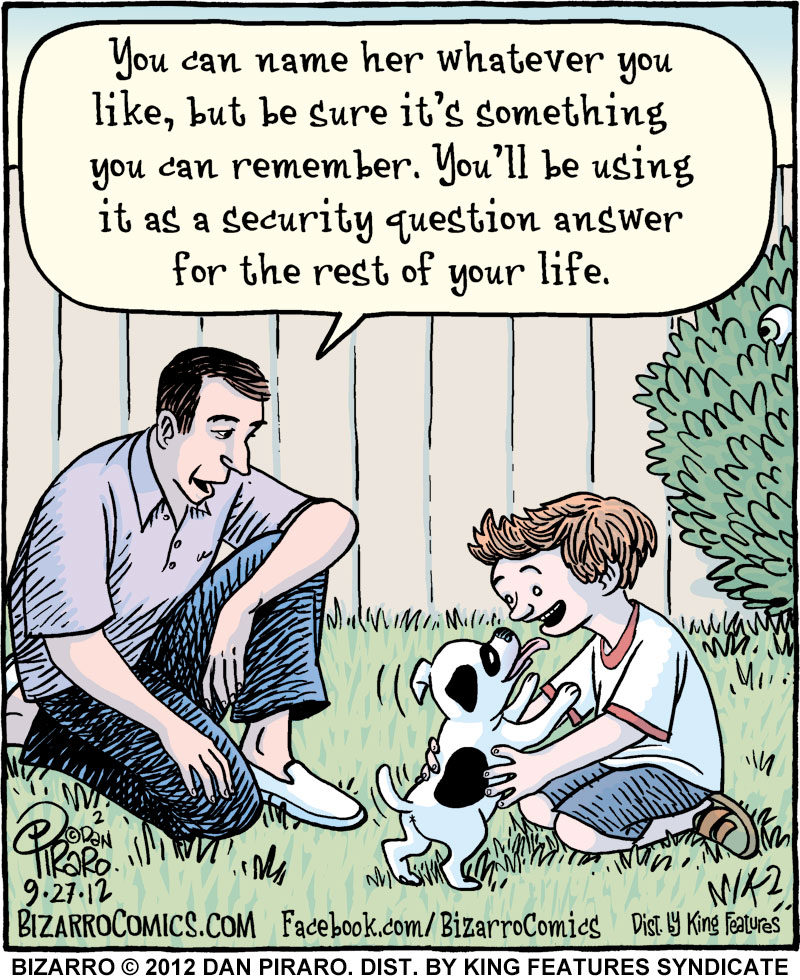 You can name her whatever you
like, but be sure it's something
you can remember. You'll be using
it as a security question answer
for the rest of your life.
2
©DAN
PIRARO.
9·27·12
BIZARROCOMICS.COM Facebook.com/BizarroComics Dist. by King Features
BIZARRO © 2012 DAN PIRARO. DIST. BY KING FEATURES SYNDICATE